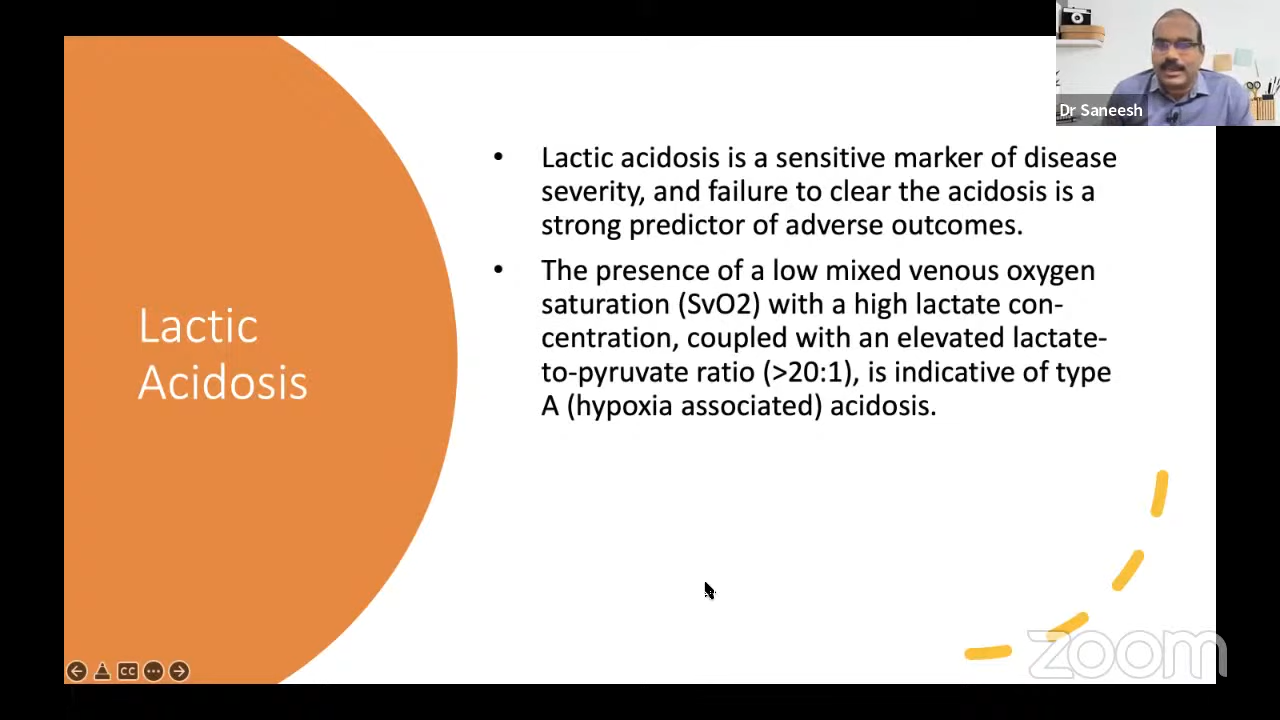 Dr Saneesh
Lactic
Acidosis
• Lactic acidosis is a sensitive marker of disease
severity, and failure to clear the acidosis is a
strong predictor of adverse outcomes.
• The presence of a low mixed venous oxygen
saturation (SvO2) with a high lactate con-
centration, coupled with an elevated lactate-
to-pyruvate ratio (>20:1), is indicative of type
A (hypoxia associated) acidosis.
CC
zoom